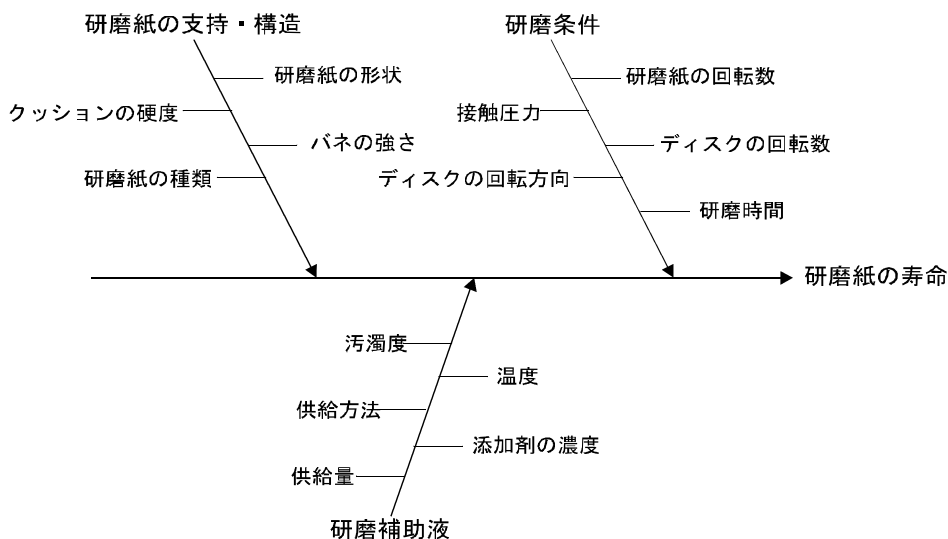 研磨紙の支持・構造
研磨条件
研磨紙の形状
研磨紙の回転数
クッションの硬度
接触圧力
バネの強さ
ディスクの回転数
研磨紙の種類
ディスクの回転方向
研磨時間
研磨紙の寿命
汚濁度
温度
供給方法
添加剤の濃度
供給量
研磨補助液